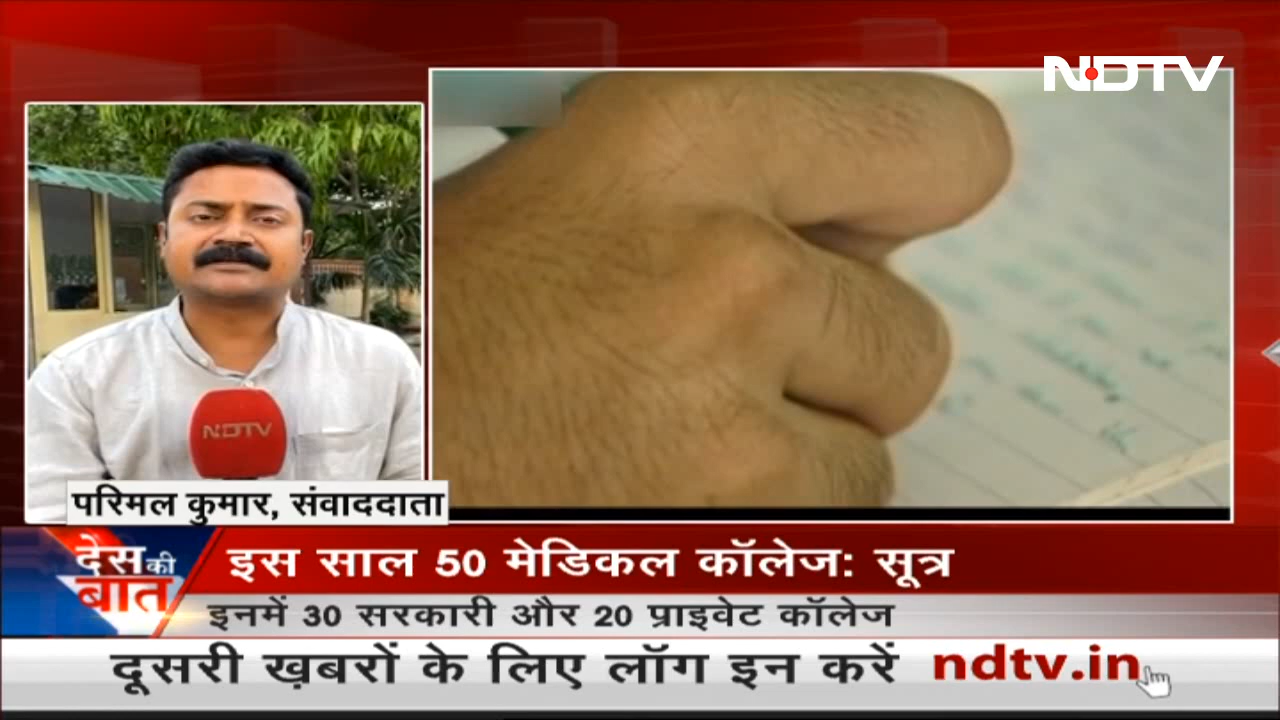 NDTV
NDTV
परिमल कुमार, संवाददाता
देस की
बात
इस साल 50 मेडिकल कॉलेज: सूत्र
इनमें 30 सरकारी और 20 प्राइवेट कॉलेज
दूसरी ख़बरों के लिए लॉग इन करें ndtv.in